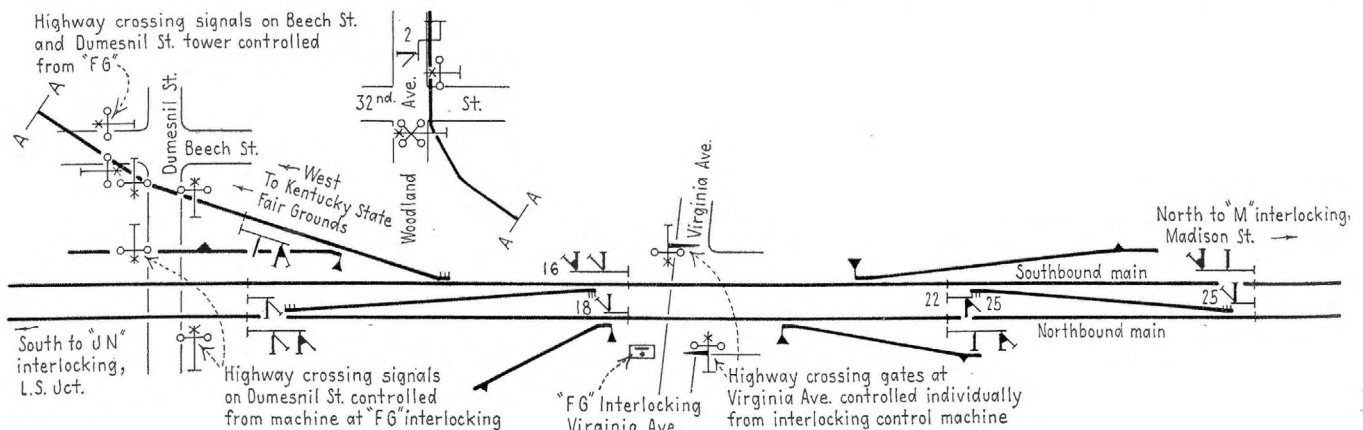 Highway crossing signals on Beech St.
and Dumesnil St. tower controlled
from "FG"
A
A
Dumesnil St.
Beech St.
West
To Kentucky State
Fair Grounds
2
32nd.
Ave.
St.
Woodland
A
A
Virginia Ave.
North to "M" interlocking,
Madison St.
16
Southbound main
18
22
25
25
Northbound main
South to "JN"
interlocking,
L.S. Jct.
Highway crossing signals
on Dumesnil St. controlled
from machine at "FG" interlocking
"FG" Interlocking
Virginia Ave.
Highway crossing gates at
Virginia Ave. controlled individually
from interlocking control machine